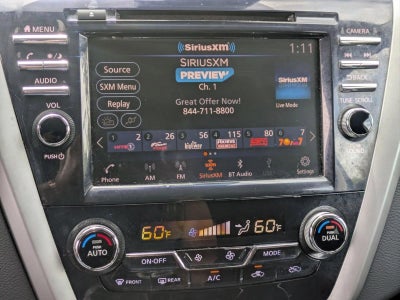 MENU
SiriusXM
1:11
CAMERA
Source
SIRIUSXM
PREVIEW
SiriusXM
SXM Menu
Ch. 1
AUDIO
BACK
Replay
Great Offer Now!
Live Mode
VOL
844-711-8800
TUNE·SCROLL
1 2 2 26 3 56 4 115 5 80 6 7
PUSH
SOUND
Phone
AM
FM
SiriusXM
BT Audio
Settings
60°F
60°F
AUTO
DUAL
ON·OFF
MODE
FRONT
REAR
A/C